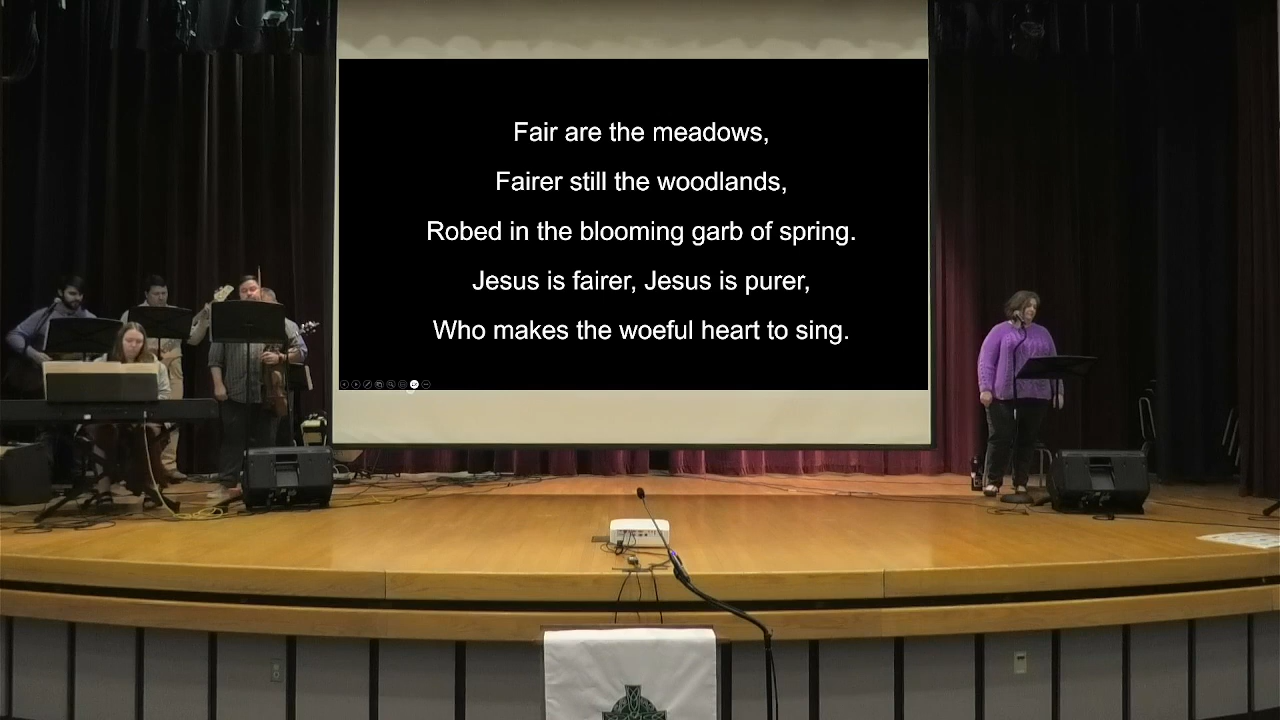 Fair are the meadows,
Fairer still the woodlands,
Robed in the blooming garb of spring.
Jesus is fairer, Jesus is purer,
Who makes the woeful heart to sing.